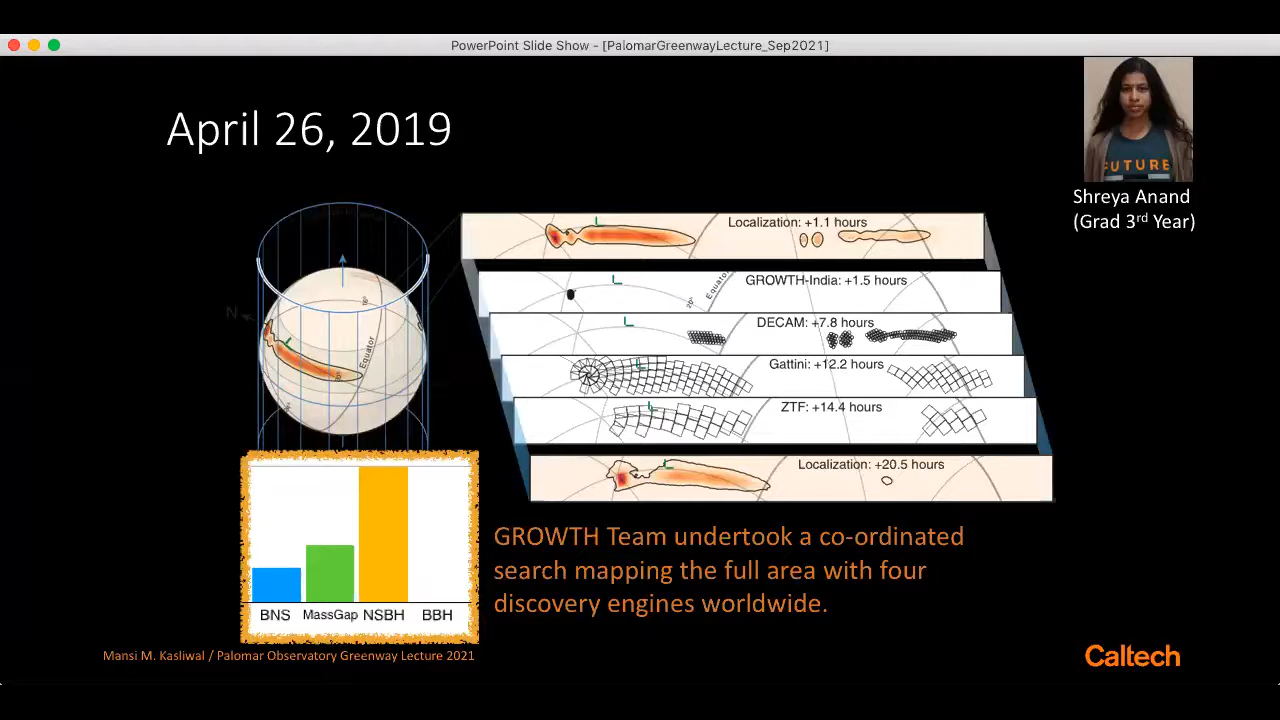 PowerPoint Slide Show - [PalomarGreenwayLecture_Sep2021]
April 26, 2019
FUTURE
Shreya Anand
(Grad 3rd Year)
Localization: +1.1 hours
GROWTH-India: +1.5 hours
Equator
20°
DECAM: +7.8 hours
Gattini: +12.2 hours
ZTF: +14.4 hours
Localization: +20.5 hours
N
Equator
BNS MassGap NSBH BBH
GROWTH Team undertook a co-ordinated
search mapping the full area with four
discovery engines worldwide.
Mansi M. Kasliwal / Palomar Observatory Greenway Lecture 2021
Caltech